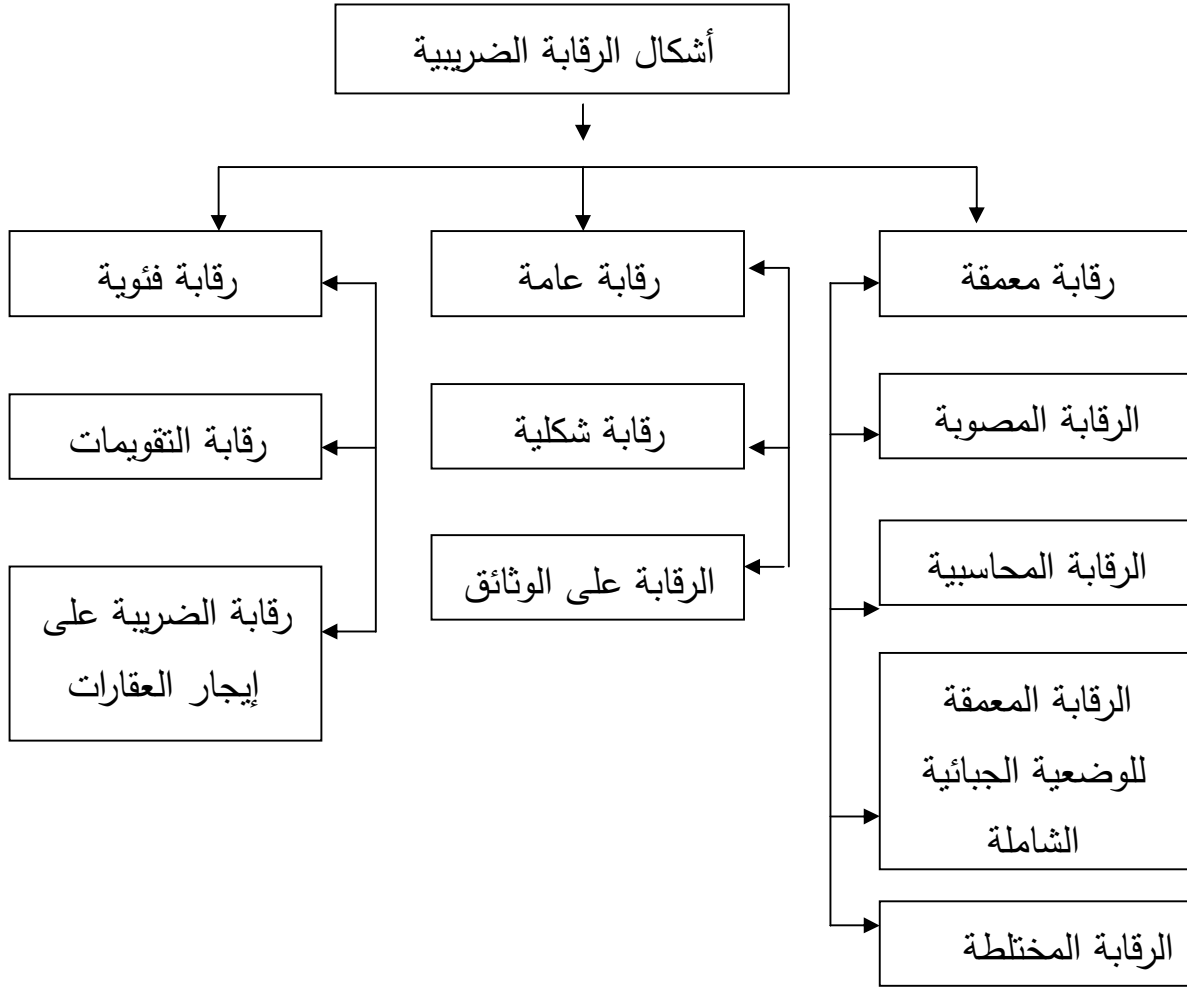 أشكال الرقابة الضريبية
رقابة معمقة
الرقابة المصوبة
الرقابة المحاسبية
الرقابة المعمقة
للوضعية الجبائية
الشاملة
الرقابة المختلطة
رقابة عامة
رقابة شكلية
الرقابة على الوثائق
رقابة فئوية
رقابة التقويمات
رقابة الضريبة على
إيجار العقارات